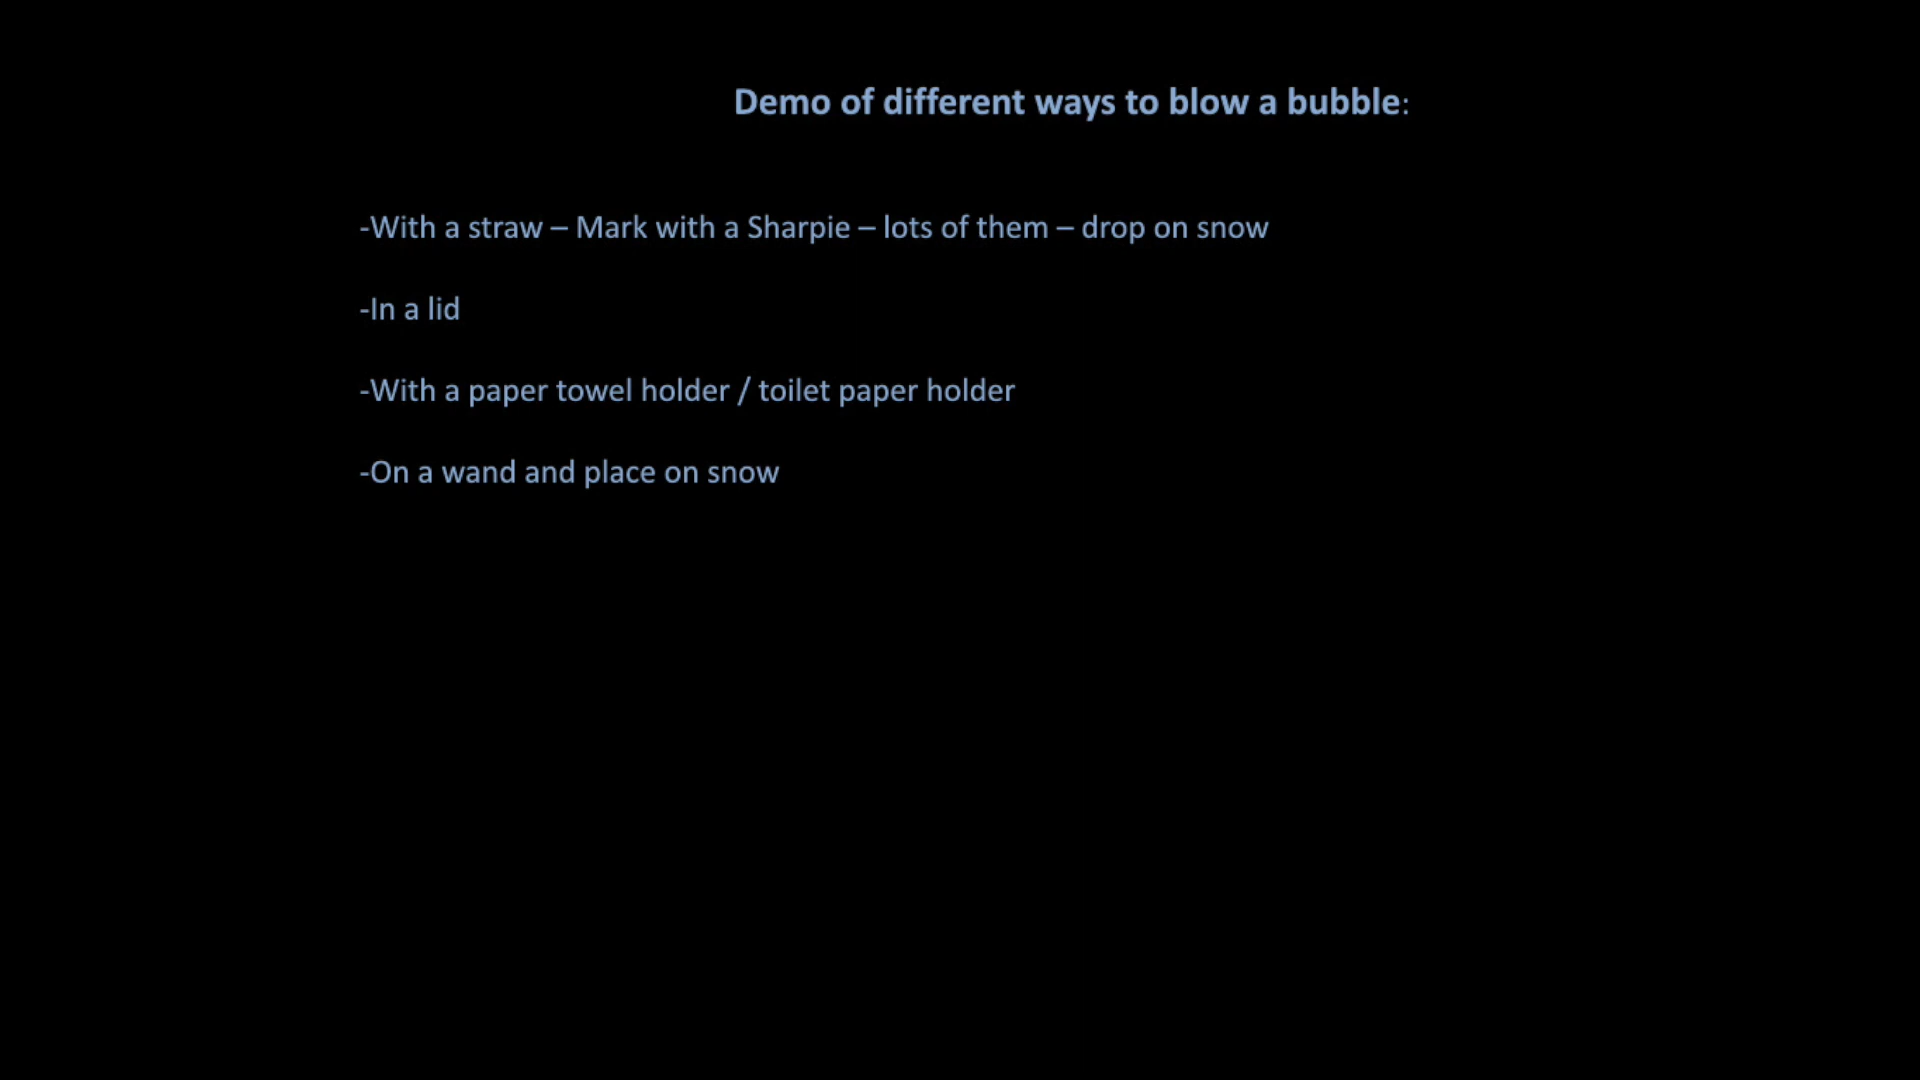 Demo of different ways to blow a bubble:
-With a straw – Mark with a Sharpie – lots of them – drop on snow
-In a lid
-With a paper towel holder / toilet paper holder
-On a wand and place on snow